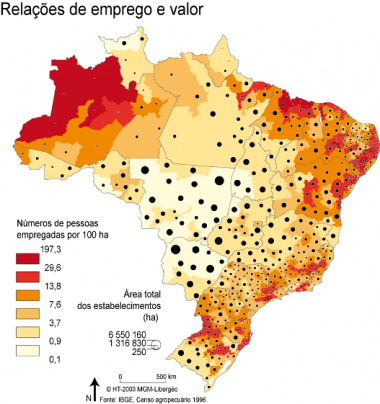 Relações de emprego e valor
Números de pessoas
empregadas por 100 ha
197,3
29,6
13,8
7,6
3,7
0,9
0,1
Área total
dos estabelecimentos
(ha)
6 550 160
1 316 830
250
0 500 km
N
© HT-2003 MGM-Libergéo
Fonte: IBGE, Censo agropecuário 1996